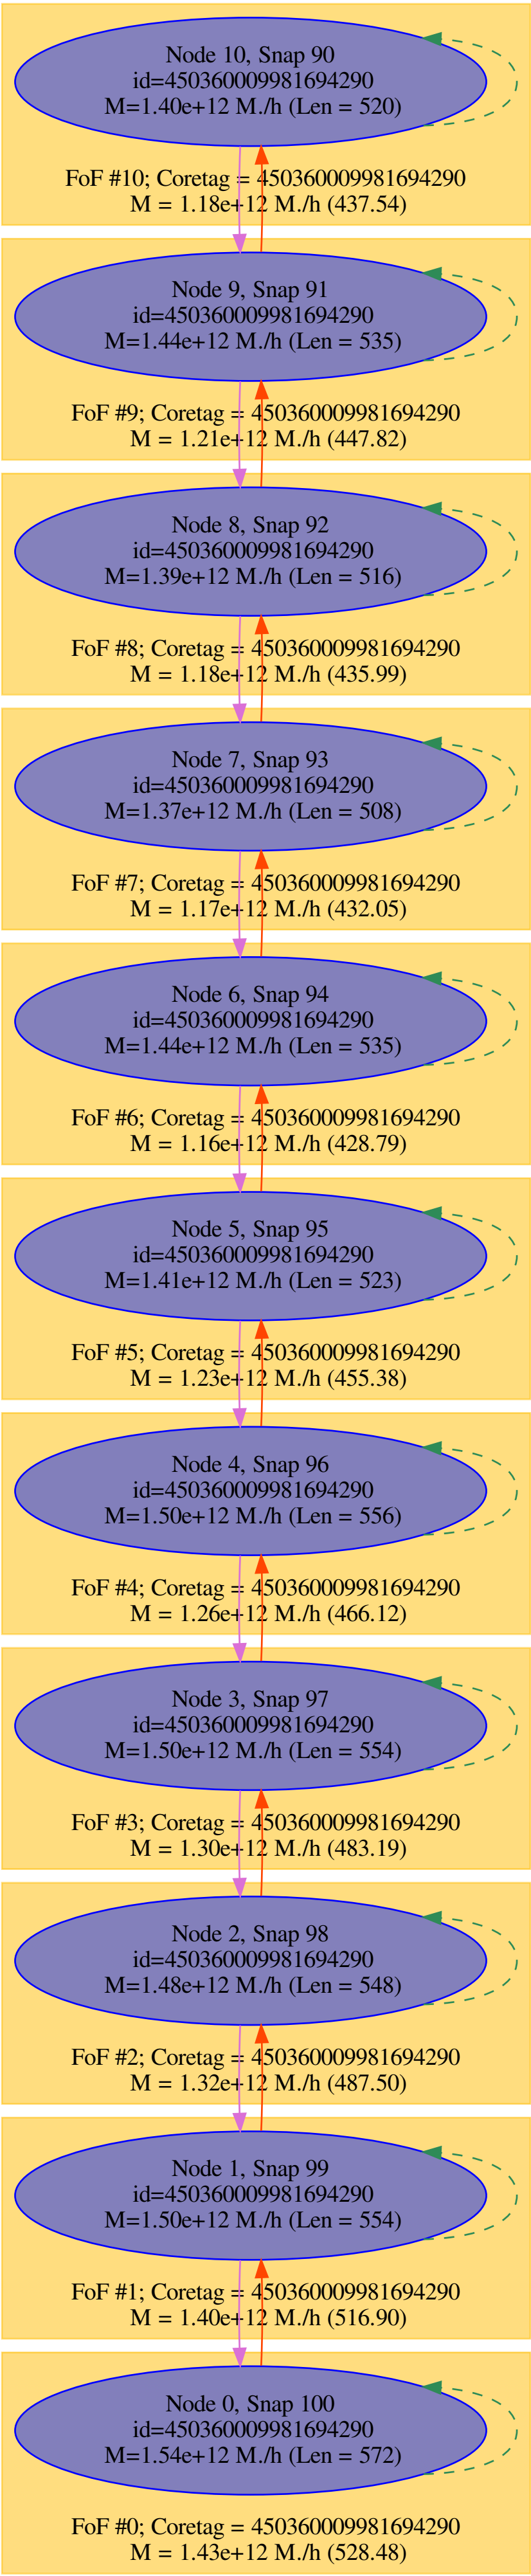 Node 10, Snap 90
id=450360009981694290
M=1.40e+12 M./h (Len = 520)
FoF #10; Coretag = 450360009981694290
M = 1.18e+12 M./h (437.54)
Node 9, Snap 91
id=450360009981694290
M=1.44e+12 M./h (Len = 535)
FoF #9; Coretag = 450360009981694290
M = 1.21e+12 M./h (447.82)
Node 8, Snap 92
id=450360009981694290
M=1.39e+12 M./h (Len = 516)
FoF #8; Coretag = 450360009981694290
M = 1.18e+12 M./h (435.99)
Node 7, Snap 93
id=450360009981694290
M=1.37e+12 M./h (Len = 508)
FoF #7; Coretag = 450360009981694290
M = 1.17e+12 M./h (432.05)
Node 6, Snap 94
id=450360009981694290
M=1.44e+12 M./h (Len = 535)
FoF #6; Coretag = 450360009981694290
M = 1.16e+12 M./h (428.79)
Node 5, Snap 95
id=450360009981694290
M=1.41e+12 M./h (Len = 523)
FoF #5; Coretag = 450360009981694290
M = 1.23e+12 M./h (455.38)
Node 4, Snap 96
id=450360009981694290
M=1.50e+12 M./h (Len = 556)
FoF #4; Coretag = 450360009981694290
M = 1.26e+12 M./h (466.12)
Node 3, Snap 97
id=450360009981694290
M=1.50e+12 M./h (Len = 554)
FoF #3; Coretag = 450360009981694290
M = 1.30e+12 M./h (483.19)
Node 2, Snap 98
id=450360009981694290
M=1.48e+12 M./h (Len = 548)
FoF #2; Coretag = 450360009981694290
M = 1.32e+12 M./h (487.50)
Node 1, Snap 99
id=450360009981694290
M=1.50e+12 M./h (Len = 554)
FoF #1; Coretag = 450360009981694290
M = 1.40e+12 M./h (516.90)
Node 0, Snap 100
id=450360009981694290
M=1.54e+12 M./h (Len = 572)
FoF #0; Coretag = 450360009981694290
M = 1.43e+12 M./h (528.48)